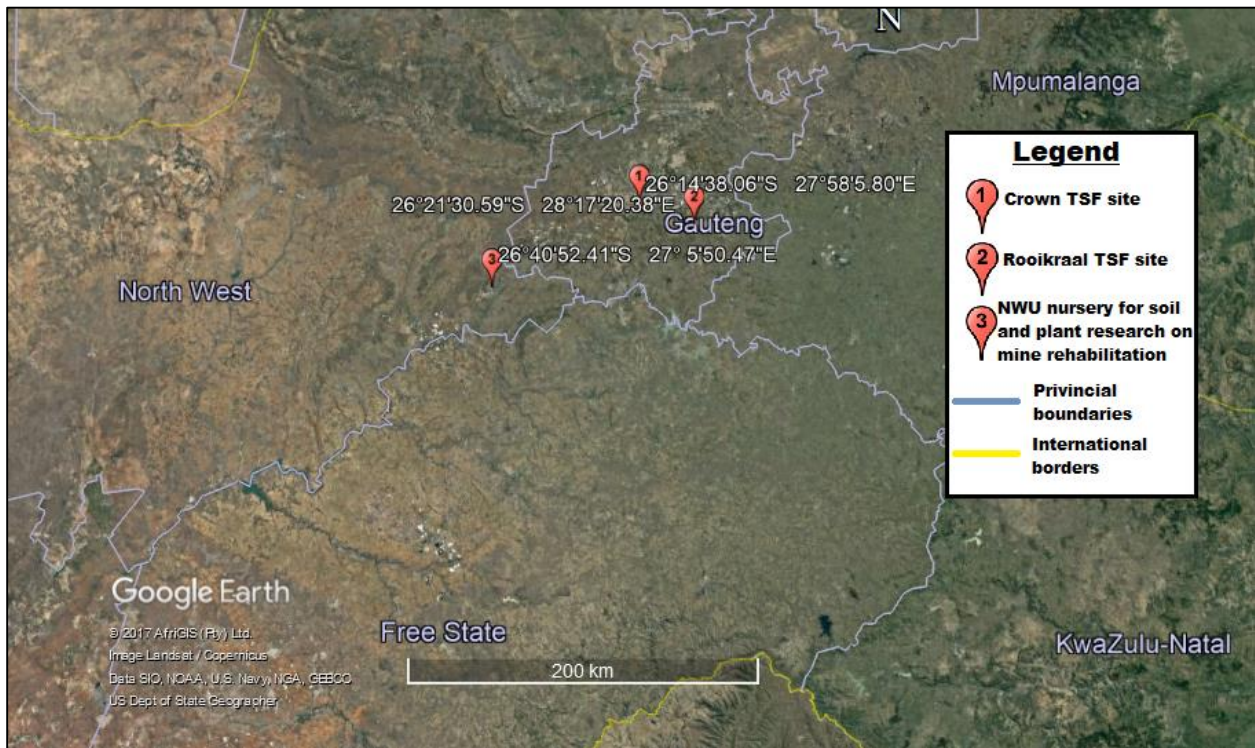 N
Mpumalanga
1
26°14'38.06"S 27°58'5.80"E
2
26°21'30.59"S 28°17'20.38"E
Gauteng
3
26°40'52.41"S 27° 5'50.47"E
North West
Legend
1 Crown TSF site
2 Rooikraal TSF site
3
NWU nursery for soil
and plant research on
mine rehabilitation
Privincial
boundaries
International
borders
Google Earth
© 2017 AfriGIS (Pty) Ltd.
Image Landsat / Copernicus
Data SIO, NOAA, U.S. Navy, NGA, GEBCO
US Dept of State Geographer
Free State
200 km
KwaZulu-Natal